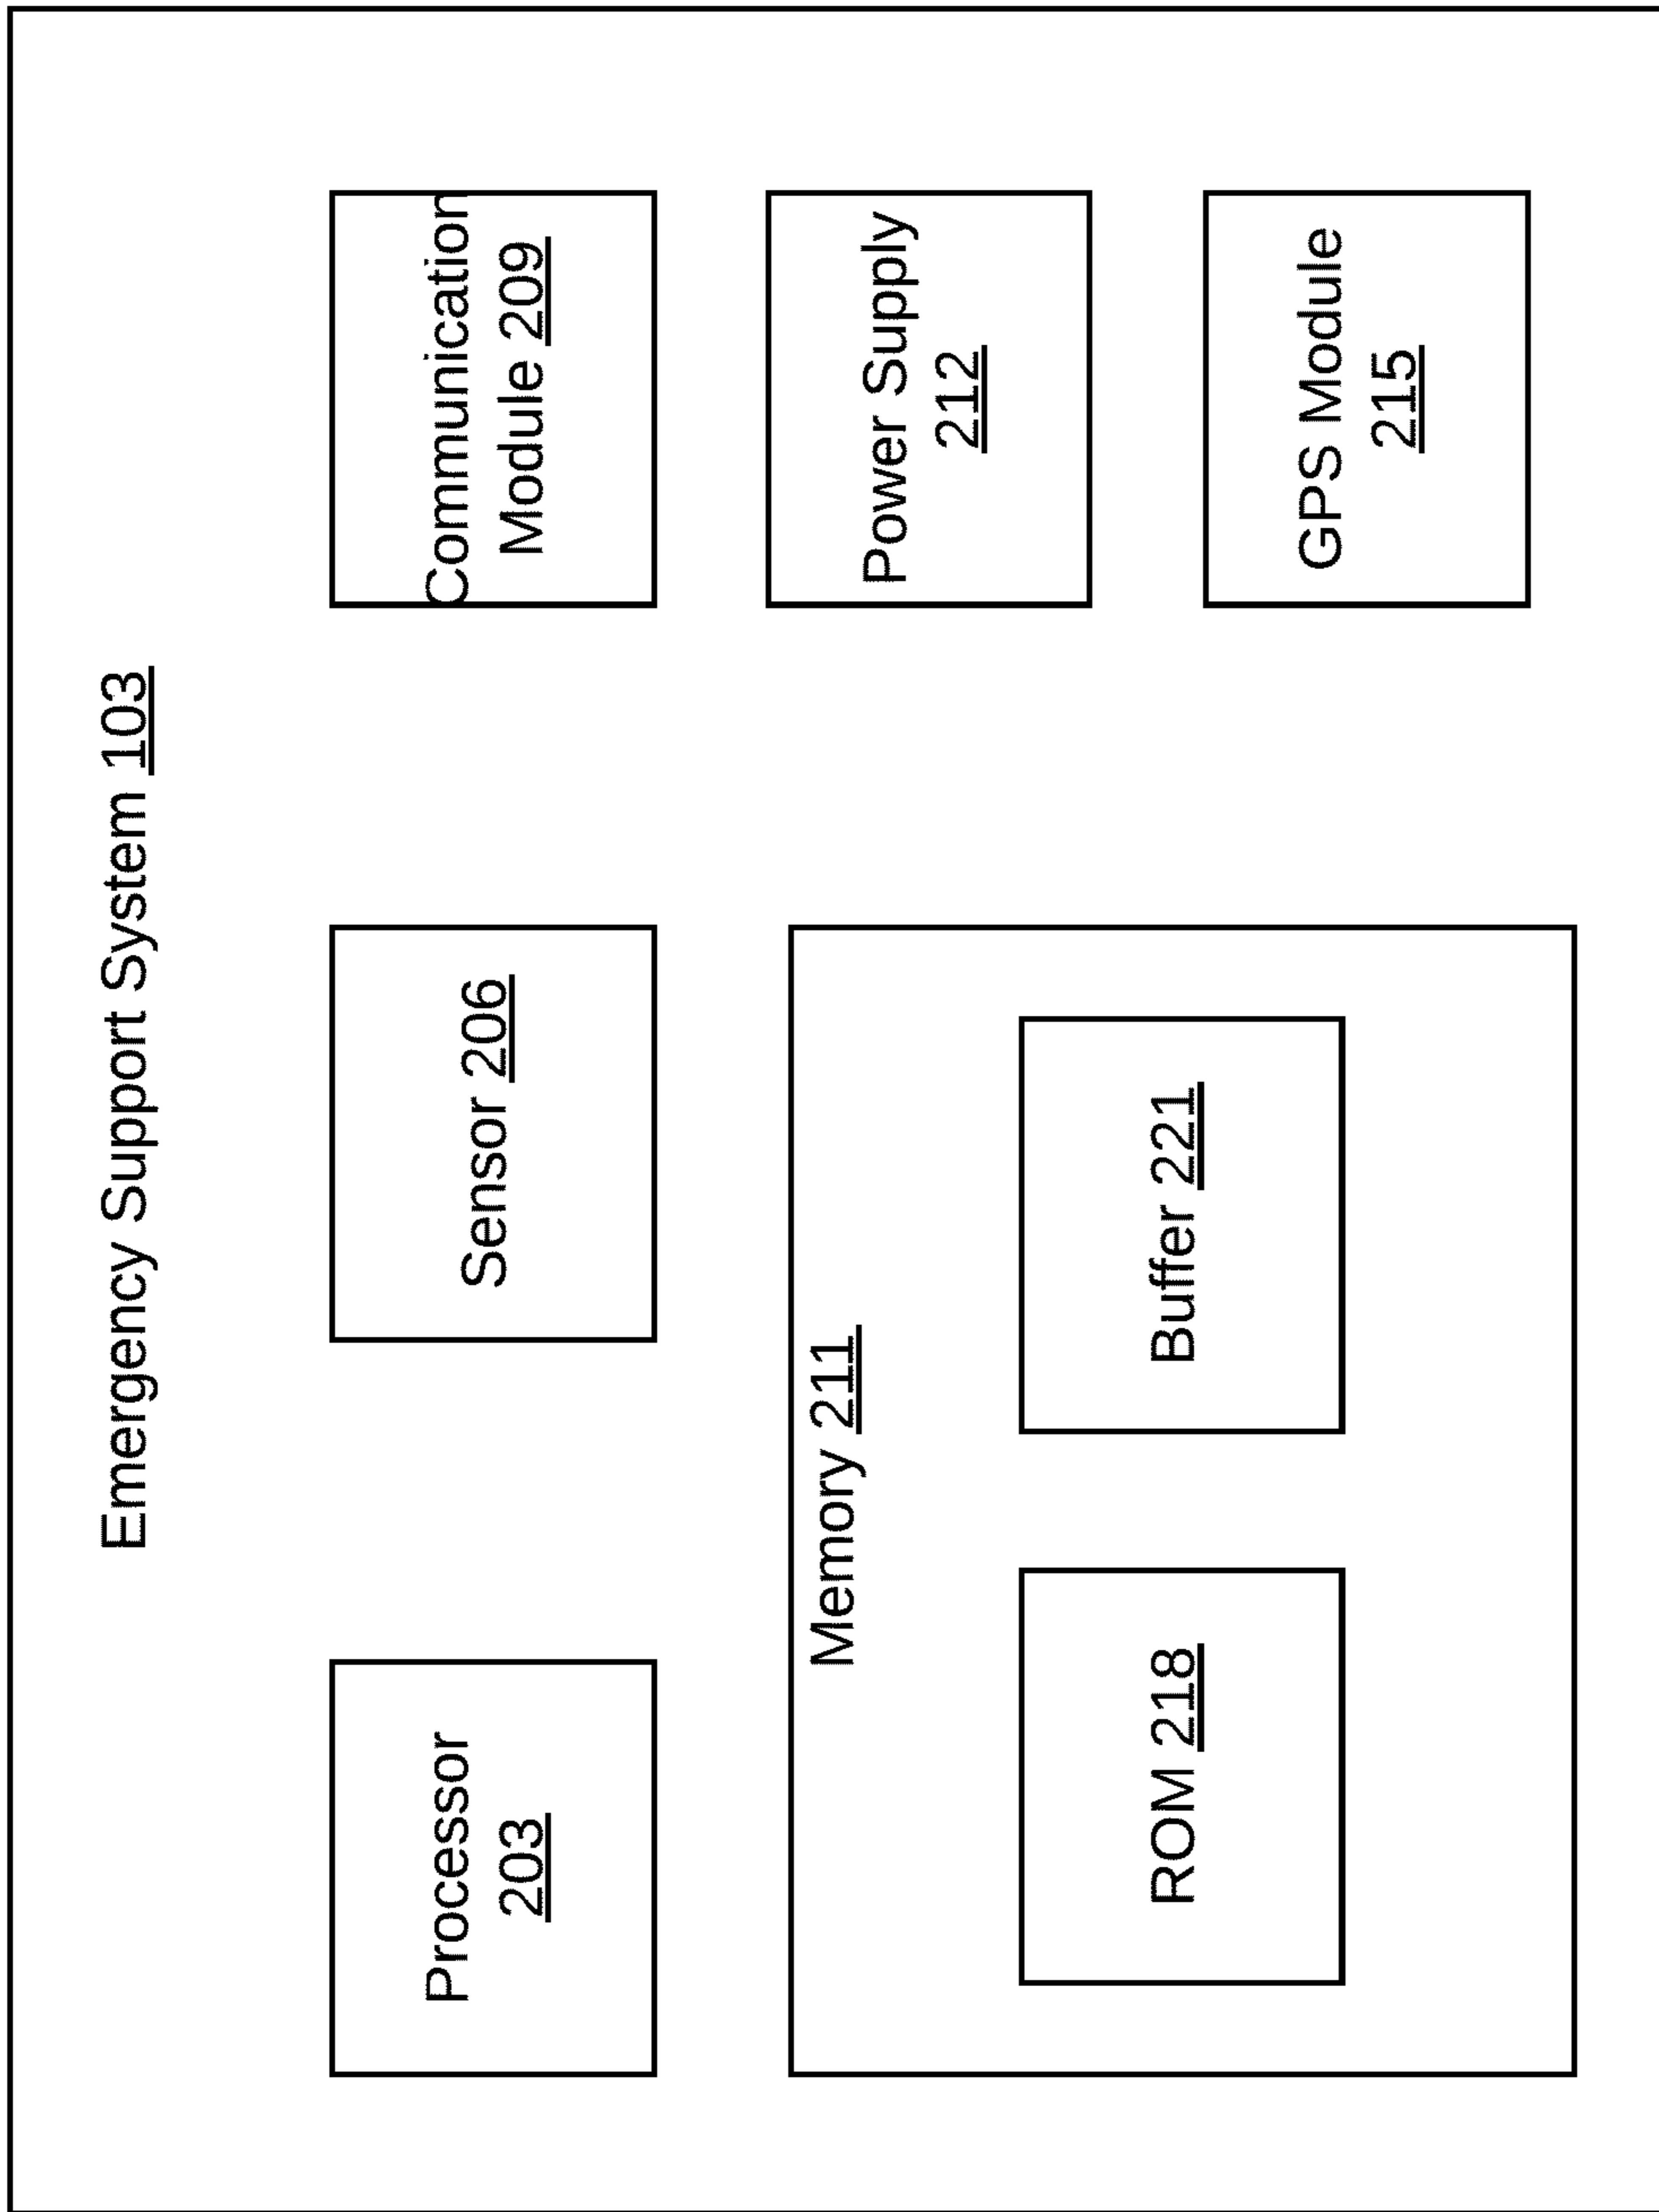 Emergency Support System 103
Processor
203
Sensor 206
Communication
Module 209
Memory 211
ROM 218
Buffer 221
Power Supply
212
GPS Module
215